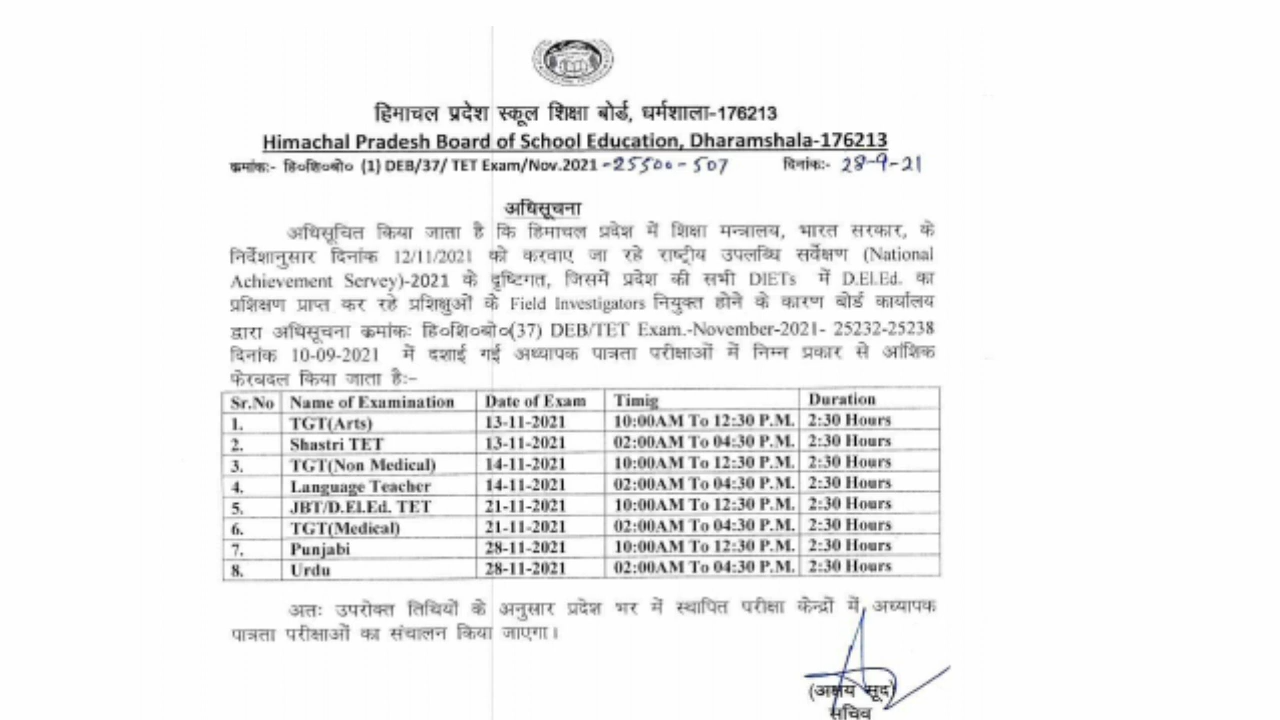 हिमाचल प्रदेश स्कूल शिक्षा बोर्ड, धर्मशाला-176213
Himachal Pradesh Board of School Education, Dharamshala-176213
क्रमांकः- हि०शि०बो० (1) DEB/37/ TET Exam/Nov.2021 -25500-507 दिनांकः- 28-9-21
अधिसूचना
अधिसूचित किया जाता है कि हिमाचल प्रदेश में शिक्षा मन्त्रालय, भारत सरकार, के
निर्देशानुसार दिनांक 12/11/2021 को करवाए जा रहे राष्ट्रीय उपलब्धि सर्वेक्षण (National
Achievement Servey)-2021 के दृष्टिगत, जिसमें प्रदेश की सभी DIETs में D.El.Ed. का
प्रशिक्षण प्राप्त कर रहे प्रशिक्षुओं के Field Investigators नियुक्त होने के कारण बोर्ड कार्यालय
द्वारा अधिसूचना क्रमांकः हि०शि०बो०(37) DEB/TET Exam.-November-2021- 25232-25238
दिनांक 10-09-2021 में दर्शाई गई अध्यापक पात्रता परीक्षाओं में निम्न प्रकार से आंशिक
फेरबदल किया जाता है:-
Sr.No Name of Examination Date of Exam Timig Duration
1. TGT(Arts) 13-11-2021 10:00AM To 12:30 P.M. 2:30 Hours
2. Shastri TET 13-11-2021 02:00AM To 04:30 P.M. 2:30 Hours
3. TGT(Non Medical) 14-11-2021 10:00AM To 12:30 P.M. 2:30 Hours
4. Language Teacher 14-11-2021 02:00AM To 04:30 P.M. 2:30 Hours
5. JBT/D.El.Ed. TET 21-11-2021 10:00AM To 12:30 P.M. 2:30 Hours
6. TGT(Medical) 21-11-2021 02:00AM To 04:30 P.M. 2:30 Hours
7. Punjabi 28-11-2021 10:00AM To 12:30 P.M. 2:30 Hours
8. Urdu 28-11-2021 02:00AM To 04:30 P.M. 2:30 Hours
अतः उपरोक्त तिथियों के अनुसार प्रदेश भर में स्थापित परीक्षा केन्द्रों में अध्यापक
पात्रता परीक्षाओं का संचालन किया जाएगा।
(अक्षय सूद)
सचिव